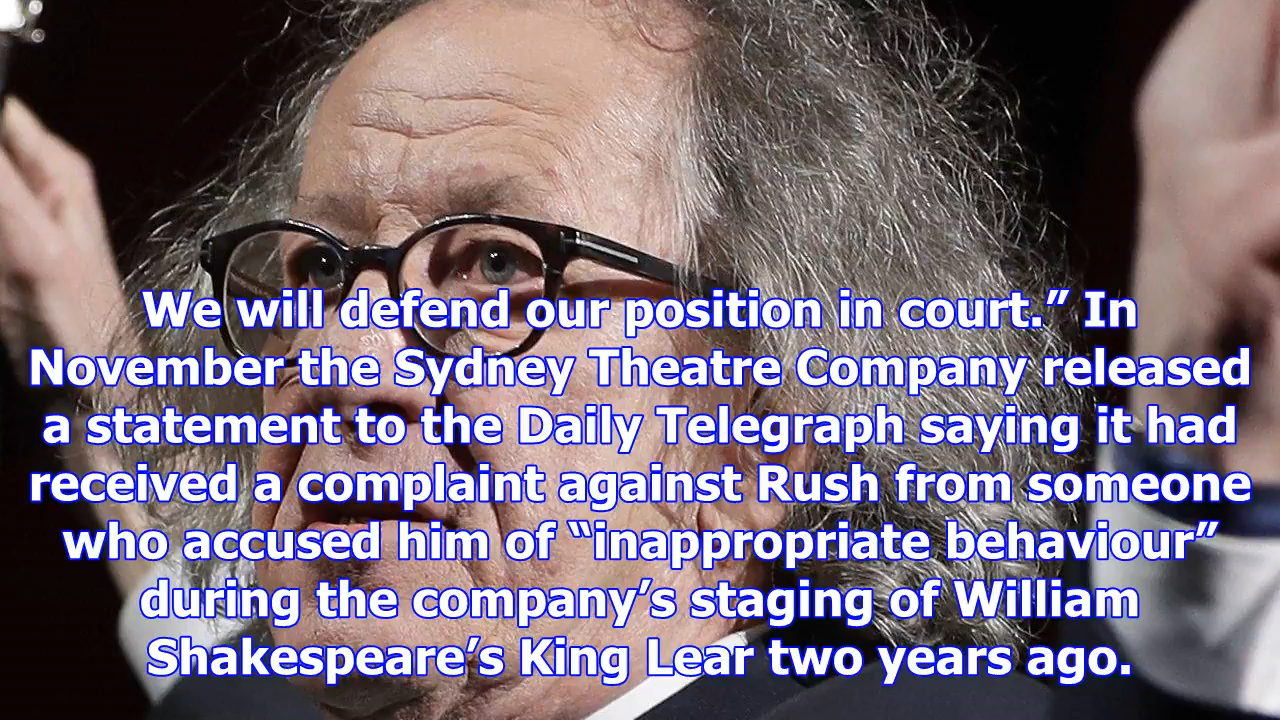 We will defend our position in court.” In
November the Sydney Theatre Company released
a statement to the Daily Telegraph saying it had
received a complaint against Rush from someone
who accused him of “inappropriate behaviour”
during the company’s staging of William
Shakespeare’s King Lear two years ago.